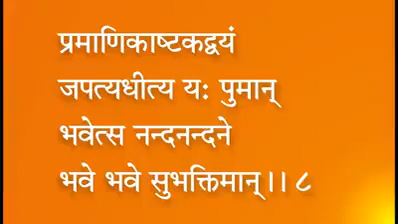 प्रमाणिकाष्टकद्वयं
जपत्यधीत्य यः पुमान्
भवेत्स नन्दनन्दने
भवे भवे सुभक्तिमान्।। ८